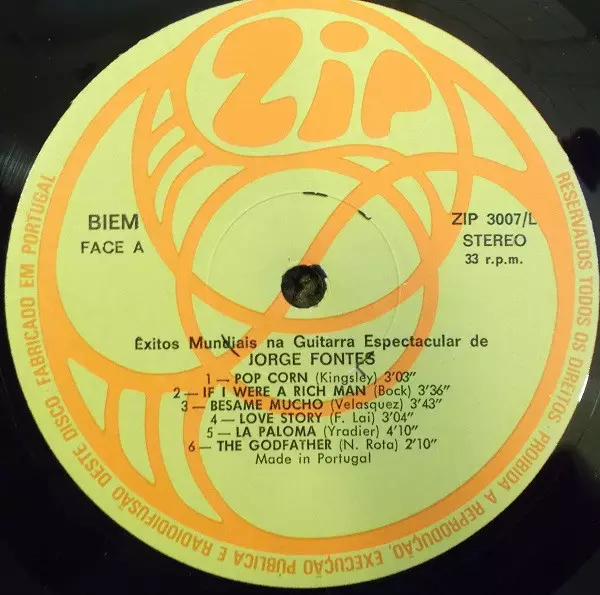 Zip
BIEM
FACE A
ZIP 3007/L
STEREO
33 r.p.m.
Êxitos Mundiais na Guitarra Espectacular de
JORGE FONTES
1 — POP CORN (Kingsley) 3'03"
2 — IF I WERE A RICH MAN (Bock) 3'36"
3 — BESAME MUCHO (Velasquez) 3'43"
4 — LOVE STORY (F. Lai) 3'04"
5 — LA PALOMA (Yradier) 4'10"
6 — THE GODFATHER (N. Rota) 2'10"
Made in Portugal
RESERVADOS TODOS OS DIREITOS: PROIBIDA A REPRODUÇÃO, EXECUÇÃO PUBLICA E RADIODIFUSÃO DESTE DISCO. FABRICADO EM PORTUGAL